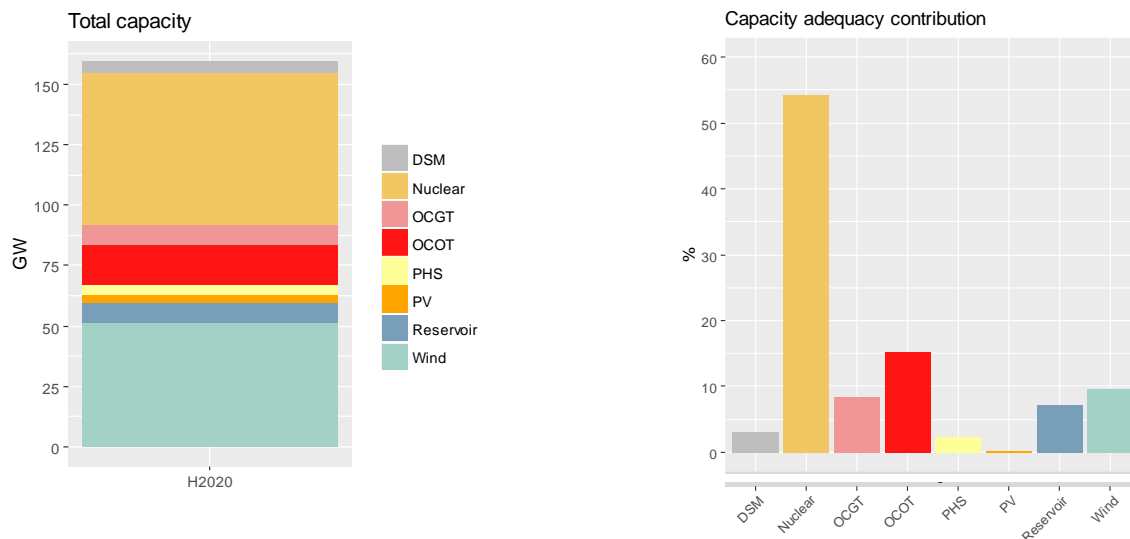 Total capacity
GW
150
125
100
75
50
25
0
H2020
DSM
Nuclear
OCGT
OCOT
PHS
PV
Reservoir
Wind
Capacity adequacy contribution
%
60
50
40
30
20
10
0
DSM
Nuclear
OCGT
OCOT
PHS
PV
Reservoir
Wind